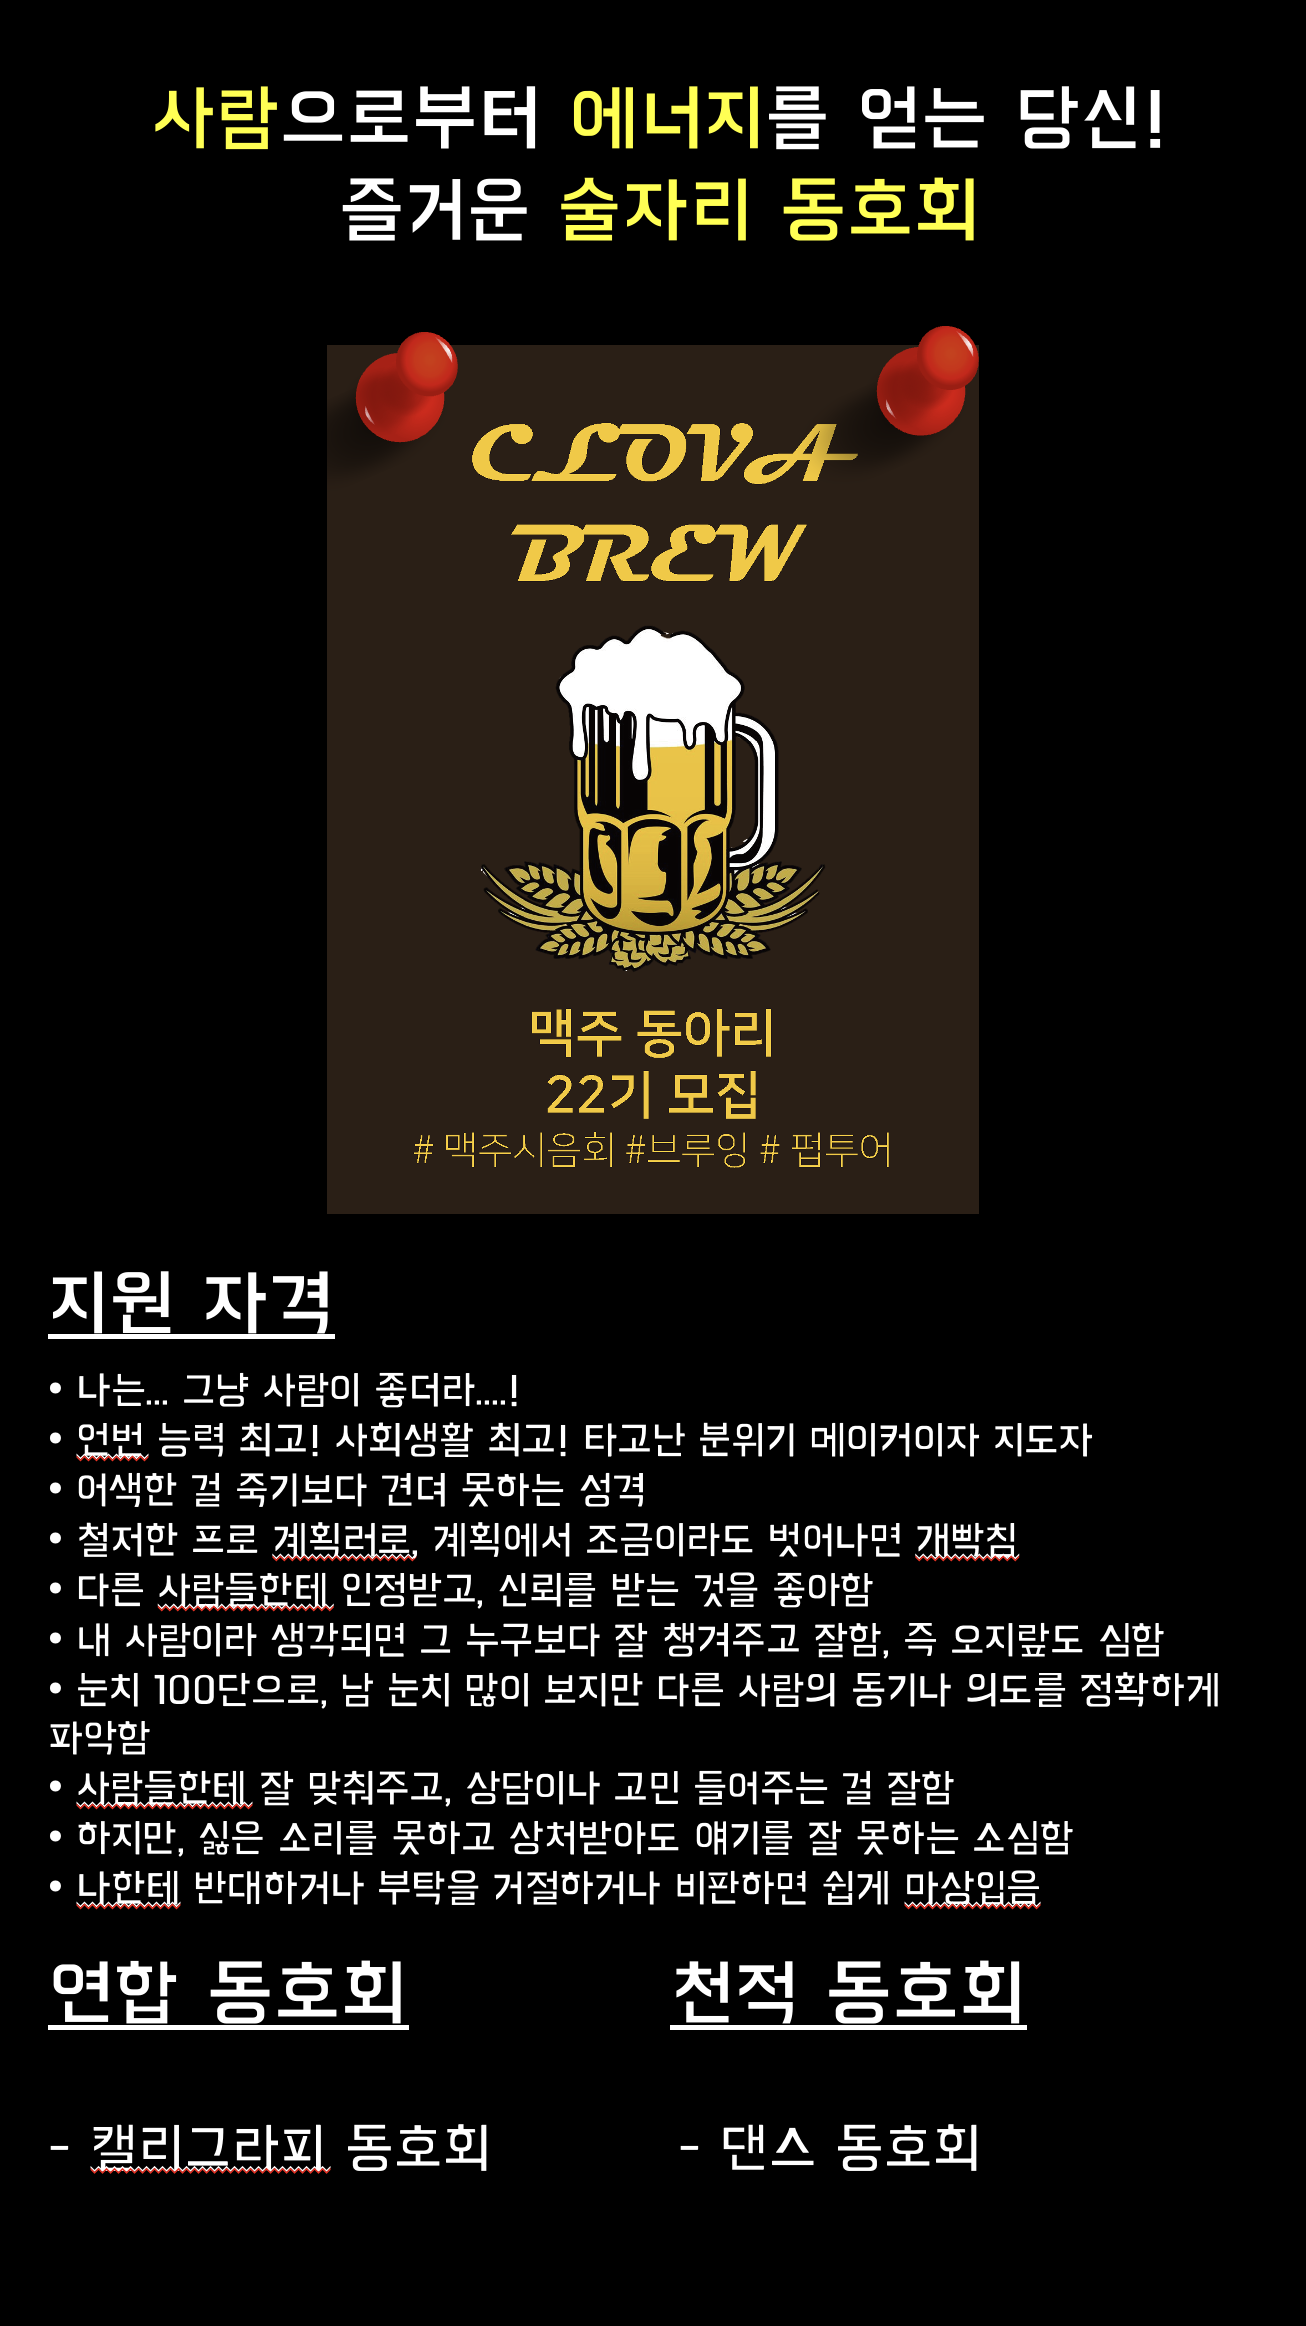 사람으로부터 에너지를 얻는 당신!
즐거운 술자리 동호회
CLOVA
BREW
맥주 동아리
22기 모집
# 맥주시음회 #브루잉 # 펍투어
지원 자격
• 나는... 그냥 사람이 좋더라....!
• 언변 능력 최고! 사회생활 최고! 타고난 분위기 메이커이자 지도자
• 어색한 걸 죽기보다 견뎌 못하는 성격
• 철저한 프로 계획러로, 계획에서 조금이라도 벗어나면 개빡침
• 다른 사람들한테 인정받고, 신뢰를 받는 것을 좋아함
• 내 사람이라 생각되면 그 누구보다 잘 챙겨주고 잘함, 즉 오지랖도 심함
• 눈치 100단으로, 남 눈치 많이 보지만 다른 사람의 동기나 의도를 정확하게
파악함
• 사람들한테 잘 맞춰주고, 상담이나 고민 들어주는 걸 잘함
• 하지만, 싫은 소리를 못하고 상처받아도 얘기를 잘 못하는 소심함
• 나한테 반대하거나 부탁을 거절하거나 비판하면 쉽게 마상입음
연합 동호회
천적 동호회
- 캘리그라피 동호회
- 댄스 동호회